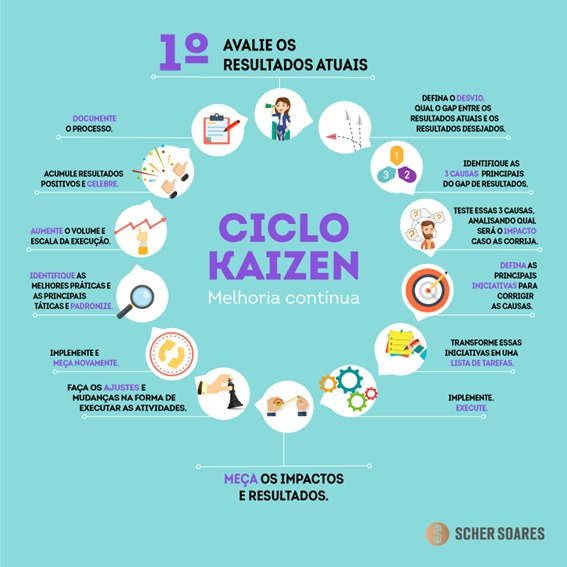 1º
AVALIE OS
RESULTADOS ATUAIS
DEFINA O DESVIO.
QUAL O GAP ENTRE OS
RESULTADOS ATUAIS E OS
RESULTADOS DESEJADOS.
IDENTIFIQUE AS
3 CAUSAS PRINCIPAIS
DO GAP DE RESULTADOS.
1
3
2
TESTE ESSAS 3 CAUSAS,
ANALISANDO QUAL
SERÁ O IMPACTO
CASO AS CORRIJA.
? ? ?
DEFINA AS
PRINCIPAIS
INICIATIVAS PARA
CORRIGIR
AS CAUSAS.
TRANSFORME ESSAS
INICIATIVAS EM UMA
LISTA DE TAREFAS.
IMPLEMENTE.
EXECUTE.
MEÇA OS IMPACTOS
E RESULTADOS.
FAÇA OS AJUSTES E
MUDANÇAS NA FORMA DE
EXECUTAR AS ATIVIDADES.
IMPLEMENTE E
MEÇA NOVAMENTE.
IDENTIFIQUE AS
MELHORES PRÁTICAS E
AS PRINCIPAIS
TÁTICAS E PADRONIZE.
AUMENTE O VOLUME E
ESCALA DA EXECUÇÃO.
ACUMULE RESULTADOS
POSITIVOS E CELEBRE.
DOCUMENTE
O PROCESSO.
CICLO
KAIZEN
Melhoria contínua
S SCHER SOARES